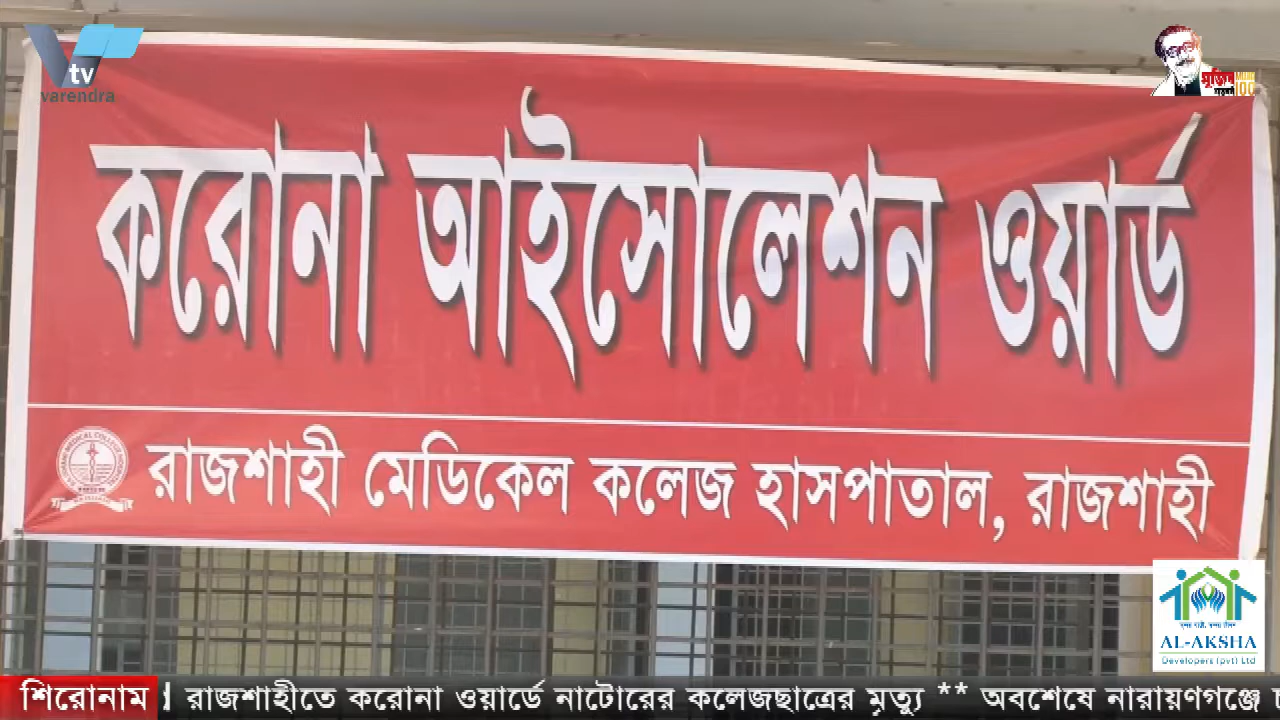 tv
varendra
মুজিব
100
করোনা আইসোলেশন ওয়ার্ড
রাজশাহী মেডিকেল কলেজ হাসপাতাল, রাজশাহী
AL-AKSHA
Developers (pvt) Ltd
শিরোনাম
রাজশাহীতে করোনা ওয়ার্ডে নাটোরের কলেজছাত্রের মৃত্যু ** অবশেষে নারায়ণগঞ্জে